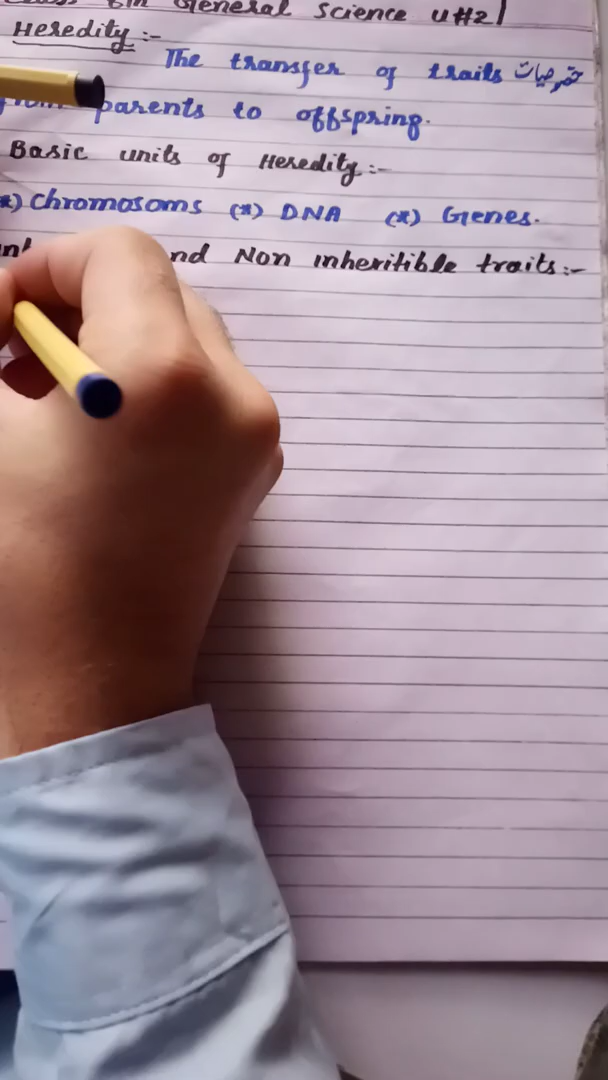 General Science U#2
Heredity :-
The transfer of traits خصوصیات
from parents to offspring.
Basic units of Heredity :-
(*) Chromosoms (*) DNA (*) Genes.
nd Non inheritible traits :-